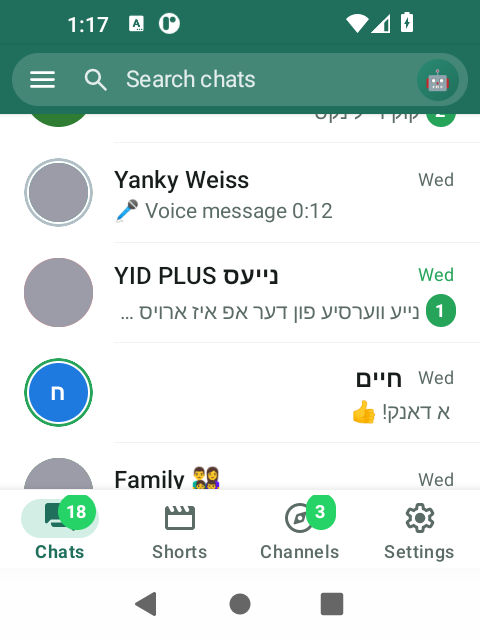 1:17
Search chats
Yanky Weiss
Wed
🎤 Voice message 0:12
YID PLUS נייעס
Wed
נייע ווערסיע פון דער אפ איז ארויס ...
1
ח
חיים
Wed
א דאנק! 👍
Family 👨‍👩‍👧‍👦
Wed
18
3
Chats
Shorts
Channels
Settings